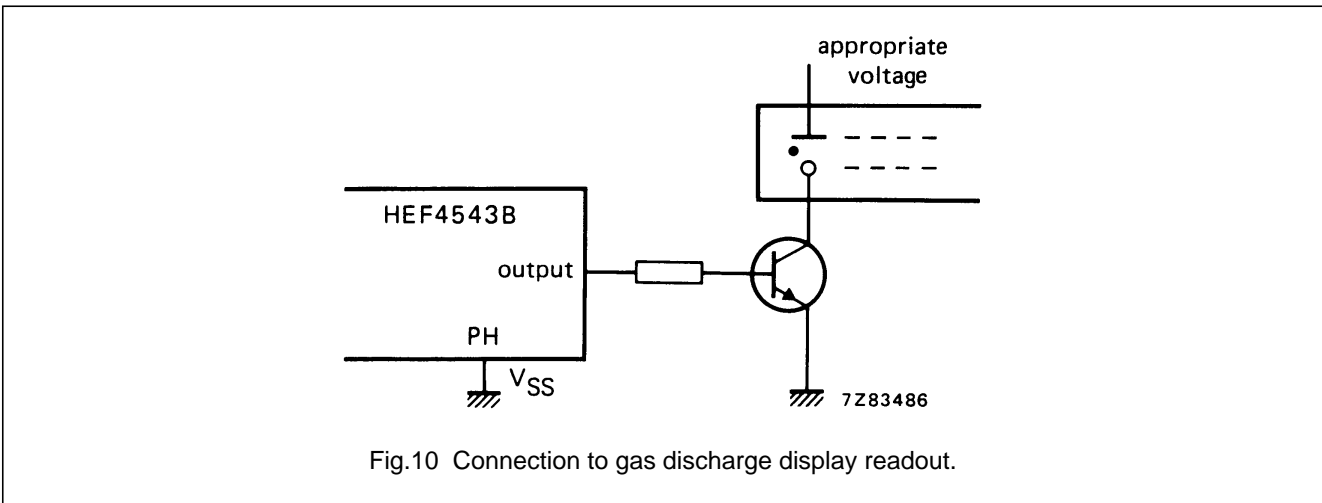 appropriate
voltage
HEF4543B
output
PH
VSS
7Z83486
Fig.10 Connection to gas discharge display readout.